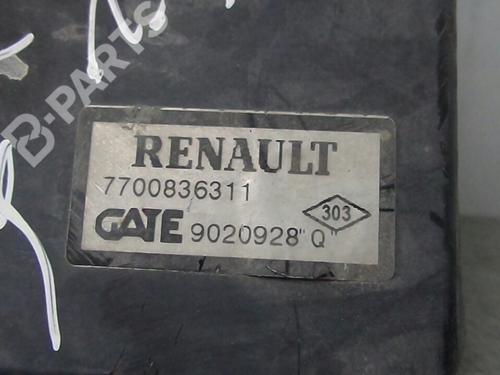 B-PARTS
RENAULT
7700836311
303
GATE 9020928"Q"